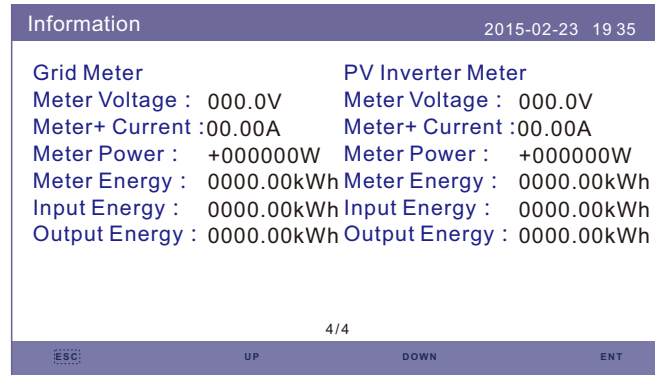 Information 2015-02-23 19 35
Grid Meter PV Inverter Meter
Meter Voltage : 000.0V Meter Voltage : 000.0V
Meter+ Current :00.00A Meter+ Current :00.00A
Meter Power : +000000W Meter Power : +000000W
Meter Energy : 0000.00kWh Meter Energy : 0000.00kWh
Input Energy : 0000.00kWh Input Energy : 0000.00kWh
Output Energy : 0000.00kWh Output Energy : 0000.00kWh
4/4
ESC UP DOWN ENT